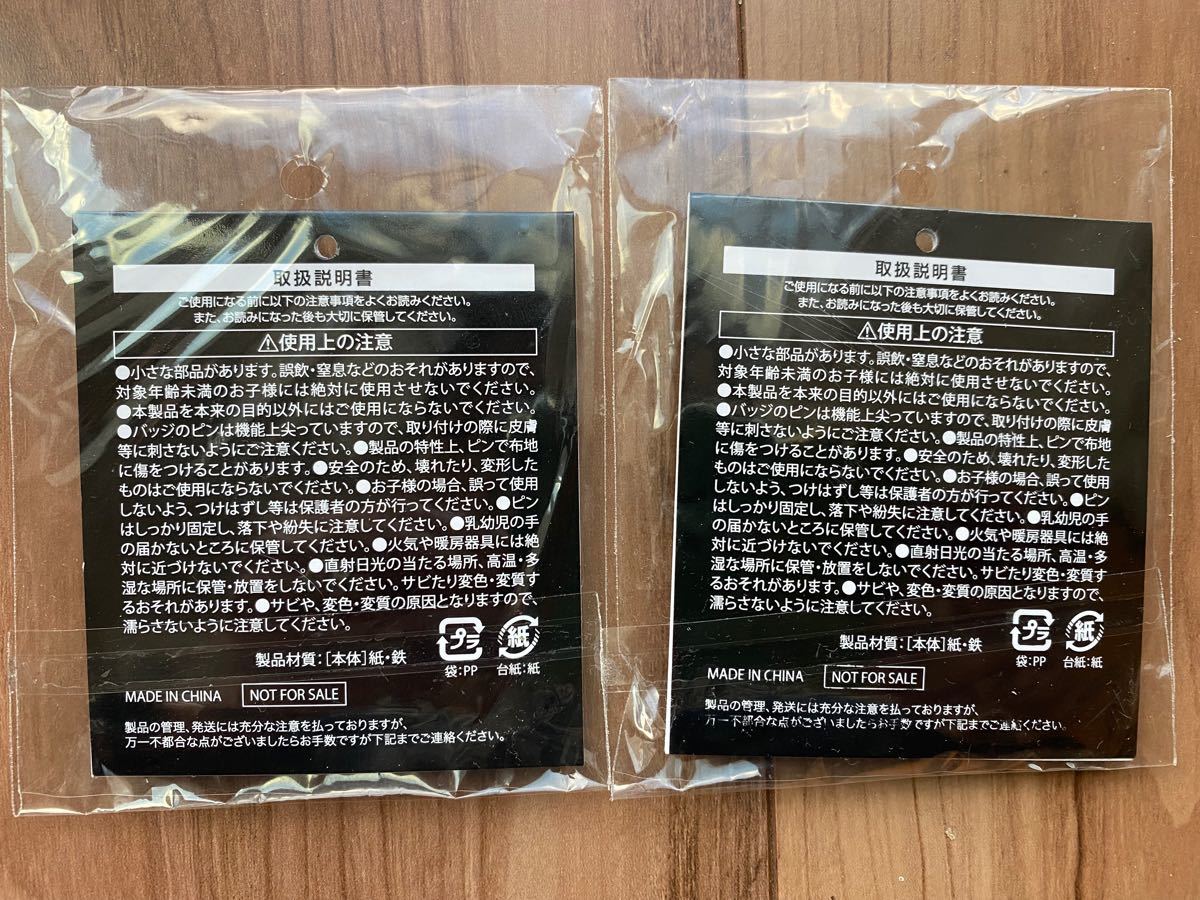 取扱説明書
ご使用になる前に以下の注意事項をよくお読みください。
また、お読みになった後も大切に保管してください。
⚠使用上の注意
●小さな部品があります。誤飲・窒息などのおそれがありますので、
対象年齢未満のお子様には絶対に使用させないでください。
●本製品を本来の目的以外にはご使用にならないでください。
●バッジのピンは機能上尖っていますので、取り付けの際に皮膚
等に刺さないようにご注意ください。●製品の特性上、ピンで布地
に傷をつけることがあります。●安全のため、壊れたり、変形した
ものはご使用にならないでください。●お子様の場合、誤って使用
しないよう、つけはずし等は保護者の方が行ってください。●ピン
はしっかり固定し、落下や紛失に注意してください。●乳幼児の手
の届かないところに保管してください。●火気や暖房器具には絶
対に近づけないでください。●直射日光の当たる場所、高温・多
湿な場所に保管・放置をしないでください。サビたり変色・変質す
るおそれがあります。●サビや、変色・変質の原因となりますので、
濡らさないように注意してください。
プラ 紙
製品材質：[本体]紙・鉄 袋：PP 台紙：紙
MADE IN CHINA NOT FOR SALE
製品の管理、発送には充分な注意を払っておりますが、
万一不都合な点がございましたらお手数ですが下記までご連絡ください。
取扱説明書
ご使用になる前に以下の注意事項をよくお読みください。
また、お読みになった後も大切に保管してください。
⚠使用上の注意
●小さな部品があります。誤飲・窒息などのおそれがありますので、
対象年齢未満のお子様には絶対に使用させないでください。
●本製品を本来の目的以外にはご使用にならないでください。
●バッジのピンは機能上尖っていますので、取り付けの際に皮膚
等に刺さないようにご注意ください。●製品の特性上、ピンで布地
に傷をつけることがあります。●安全のため、壊れたり、変形した
ものはご使用にならないでください。●お子様の場合、誤って使用
しないよう、つけはずし等は保護者の方が行ってください。●ピン
はしっかり固定し、落下や紛失に注意してください。●乳幼児の手
の届かないところに保管してください。●火気や暖房器具には絶
対に近づけないでください。●直射日光の当たる場所、高温・多
湿な場所に保管・放置をしないでください。サビたり変色・変質す
るおそれがあります。●サビや、変色・変質の原因となりますので、
濡らさないように注意してください。
プラ 紙
製品材質：[本体]紙・鉄 袋：PP 台紙：紙
MADE IN CHINA NOT FOR SALE
製品の管理、発送には充分な注意を払っておりますが、
万一不都合な点がございましたらお手数ですが下記までご連絡ください。